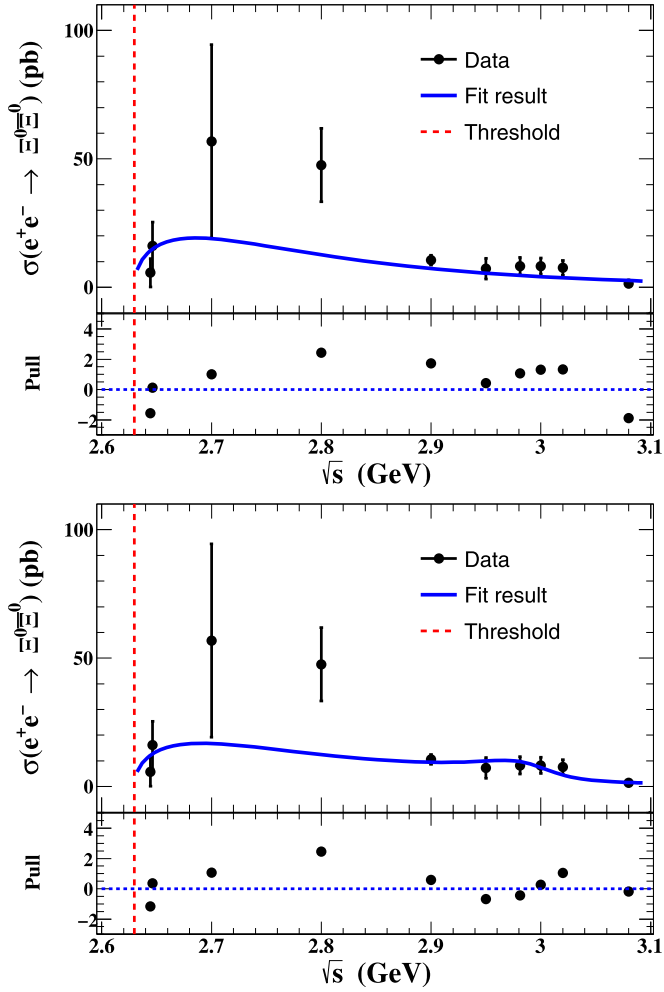 σ(e⁺e⁻ → Ξ⁰Ξ̄⁰) (pb)
100
50
0
Data
Fit result
Threshold
Pull
4
2
0
−2
2.6 2.7 2.8 2.9 3 3.1
√s (GeV)
σ(e⁺e⁻ → Ξ⁰Ξ̄⁰) (pb)
100
50
0
Data
Fit result
Threshold
Pull
4
2
0
−2
2.6 2.7 2.8 2.9 3 3.1
√s (GeV)